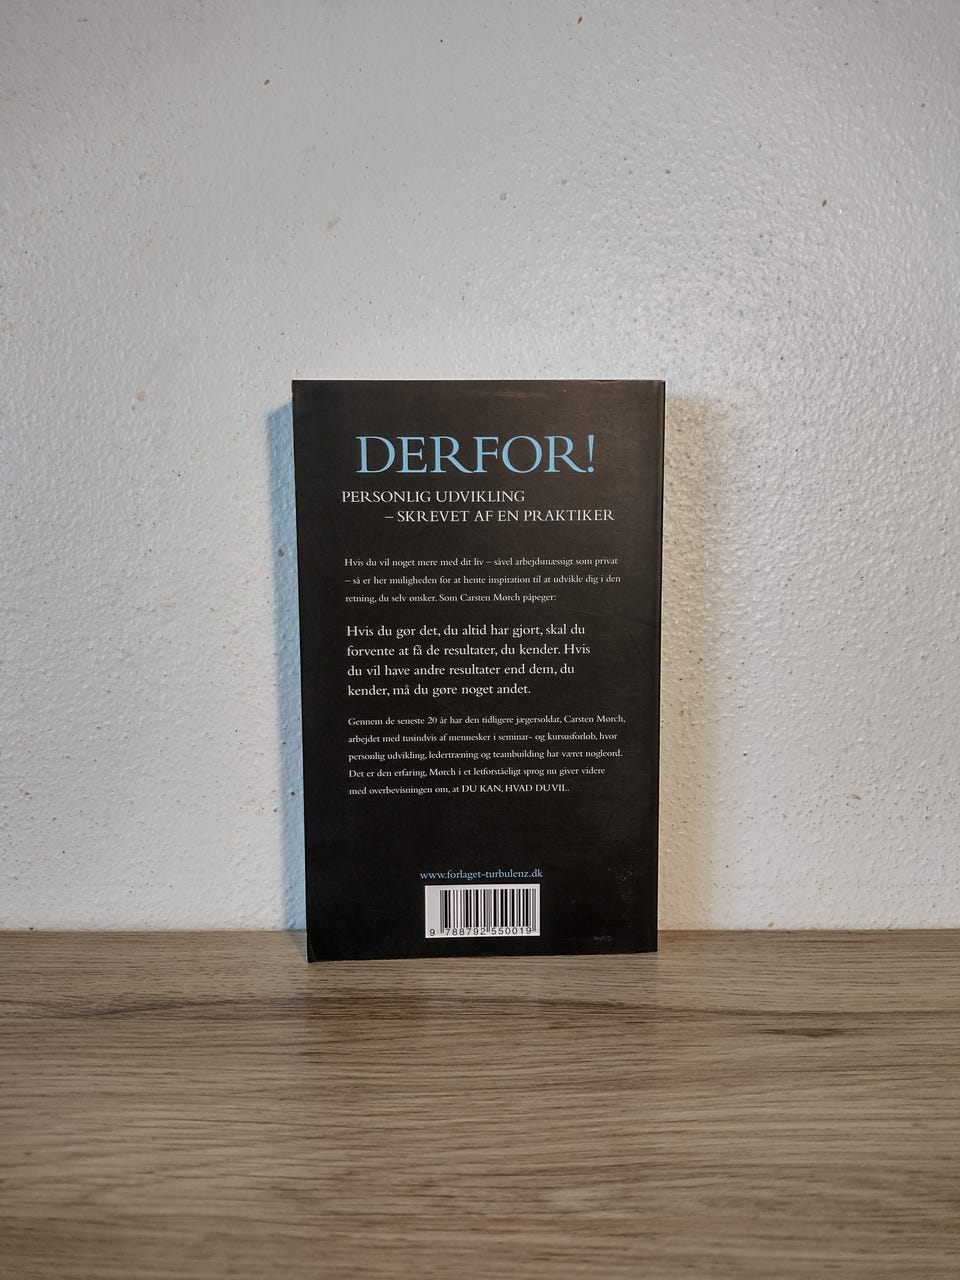 DERFOR!
PERSONLIG UDVIKLING
– SKREVET AF EN PRAKTIKER
Hvis du vil noget mere med dit liv – såvel arbejdsmæssigt som privat
– så er her muligheden for at hente inspiration til at udvikle dig i den
retning, du selv ønsker. Som Carsten Mørch påpeger:
Hvis du gør det, du altid har gjort, skal du
forvente at få de resultater, du kender. Hvis
du vil have andre resultater end dem, du
kender, må du gøre noget andet.
Gennem de seneste 20 år har den tidligere jægersoldat, Carsten Mørch,
arbejdet med tusindvis af mennesker i seminar- og kursusforløb, hvor
personlig udvikling, ledertræning og teambuilding har været nøgleord.
Det er den erfaring, Mørch i et letforståeligt sprog nu giver videre
med overbevisningen om, at DU KAN, HVAD DU VIL.
www.forlaget-turbulenz.dk
9 788792 550019